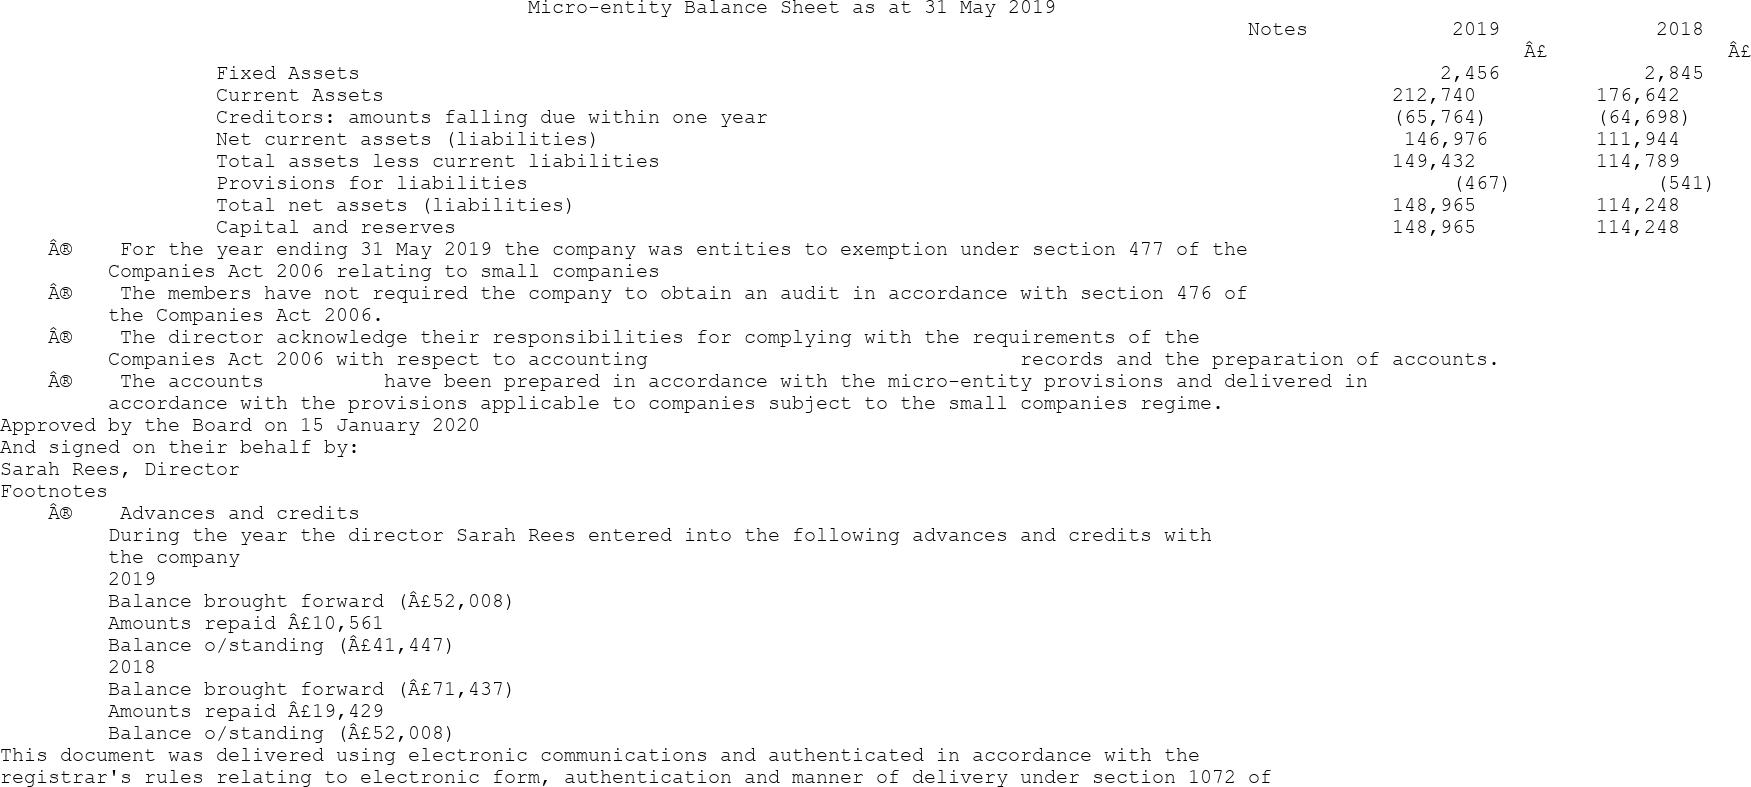 Micro-entity Balance Sheet as at 31 May 2019
Notes 2019 2018
Â£ Â£
Fixed Assets 2,456 2,845
Current Assets 212,740 176,642
Creditors: amounts falling due within one year (65,764) (64,698)
Net current assets (liabilities) 146,976 111,944
Total assets less current liabilities 149,432 114,789
Provisions for liabilities (467) (541)
Total net assets (liabilities) 148,965 114,248
Capital and reserves 148,965 114,248
Â® For the year ending 31 May 2019 the company was entities to exemption under section 477 of the
Companies Act 2006 relating to small companies
Â® The members have not required the company to obtain an audit in accordance with section 476 of
the Companies Act 2006.
Â® The director acknowledge their responsibilities for complying with the requirements of the
Companies Act 2006 with respect to accounting records and the preparation of accounts.
Â® The accounts have been prepared in accordance with the micro-entity provisions and delivered in
accordance with the provisions applicable to companies subject to the small companies regime.
Approved by the Board on 15 January 2020
And signed on their behalf by:
Sarah Rees, Director
Footnotes
Â® Advances and credits
During the year the director Sarah Rees entered into the following advances and credits with
the company
2019
Balance brought forward (Â£52,008)
Amounts repaid Â£10,561
Balance o/standing (Â£41,447)
2018
Balance brought forward (Â£71,437)
Amounts repaid Â£19,429
Balance o/standing (Â£52,008)
This document was delivered using electronic communications and authenticated in accordance with the
registrar's rules relating to electronic form, authentication and manner of delivery under section 1072 of